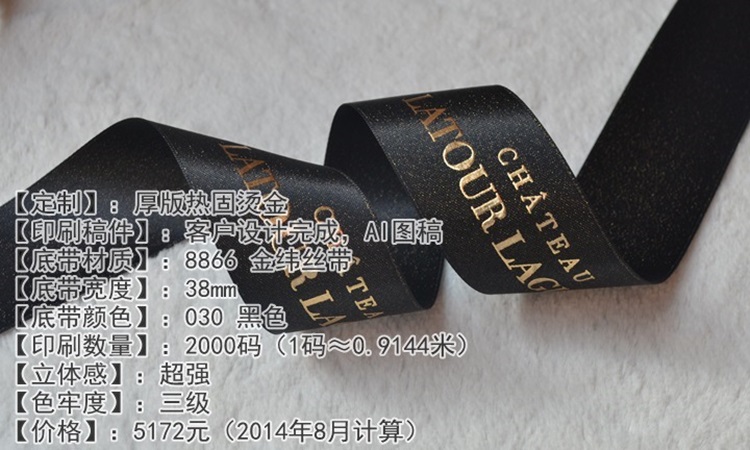 CHÂTEAU
LATOUR LAG
CHÂTEA
LATOUR LA
【定制】：厚版热固烫金
【印刷稿件】：客户设计完成，AI图稿
【底带材质】：8866 金纬丝带
【底带宽度】：38mm
【底带颜色】：030 黑色
【印刷数量】：2000码（1码≈0.9144米）
【立体感】：超强
【色牢度】：三级
【价格】：5172元（2014年8月计算）